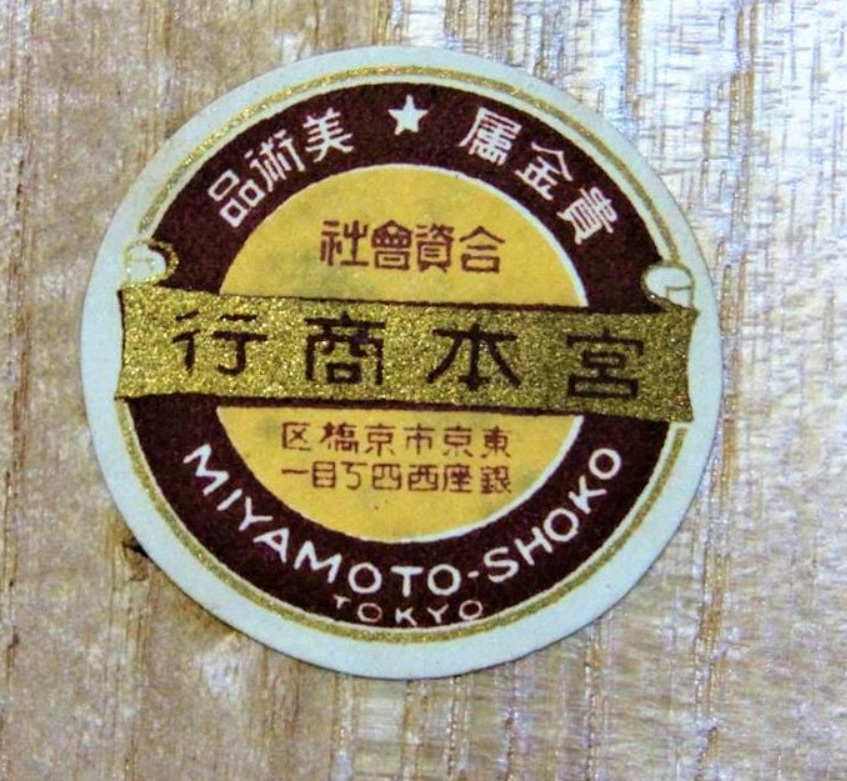 貴金属 ★ 美術品
合資會社
宮本商行
東京市京橋区
銀座西四丁目一
MIYAMOTO-SHOKO
TOKYO